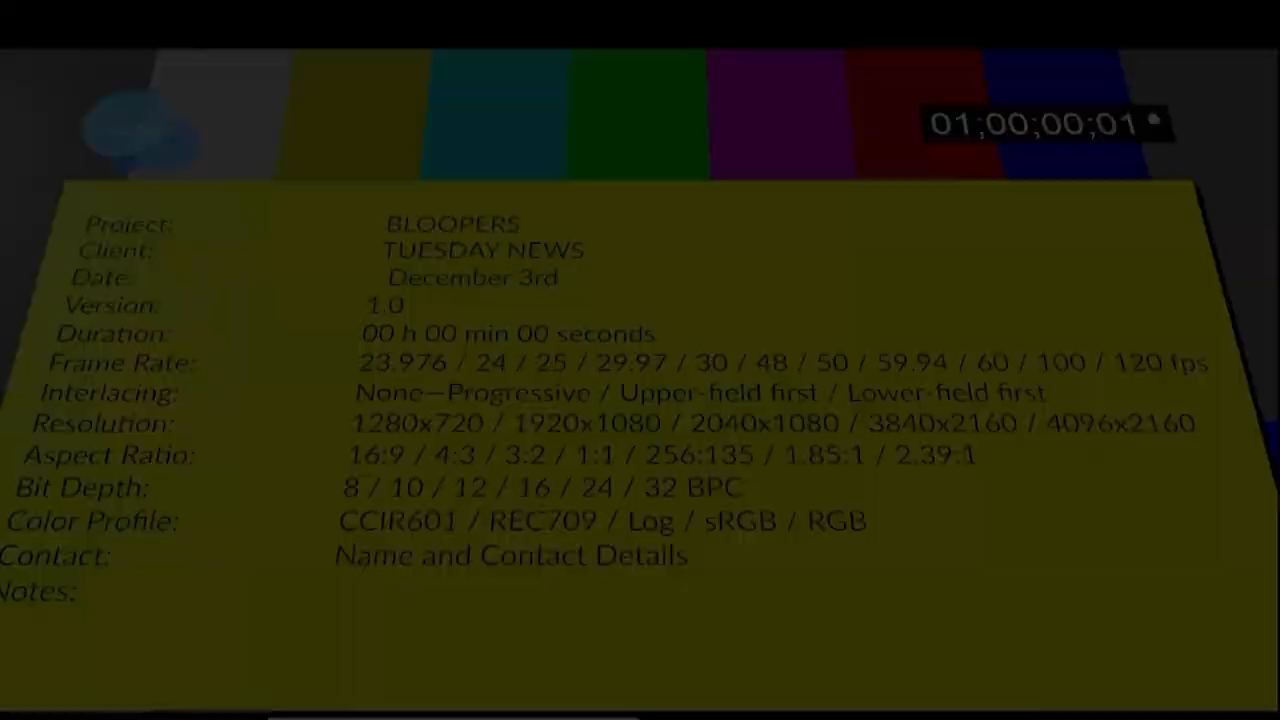 01;00;00;01
Project: BLOOPERS
Client: TUESDAY NEWS
Date: December 3rd
Version: 1.0
Duration: 00 h 00 min 00 seconds
Frame Rate: 23.976 / 24 / 25 / 29.97 / 30 / 48 / 50 / 59.94 / 60 / 100 / 120 fps
Interlacing: None—Progressive / Upper-field first / Lower-field first
Resolution: 1280x720 / 1920x1080 / 2040x1080 / 3840x2160 / 4096x2160
Aspect Ratio: 16:9 / 4:3 / 3:2 / 1:1 / 256:135 / 1.85:1 / 2.39:1
Bit Depth: 8 / 10 / 12 / 16 / 24 / 32 BPC
Color Profile: CCIR601 / REC709 / Log / sRGB / RGB
Contact: Name and Contact Details
Notes: